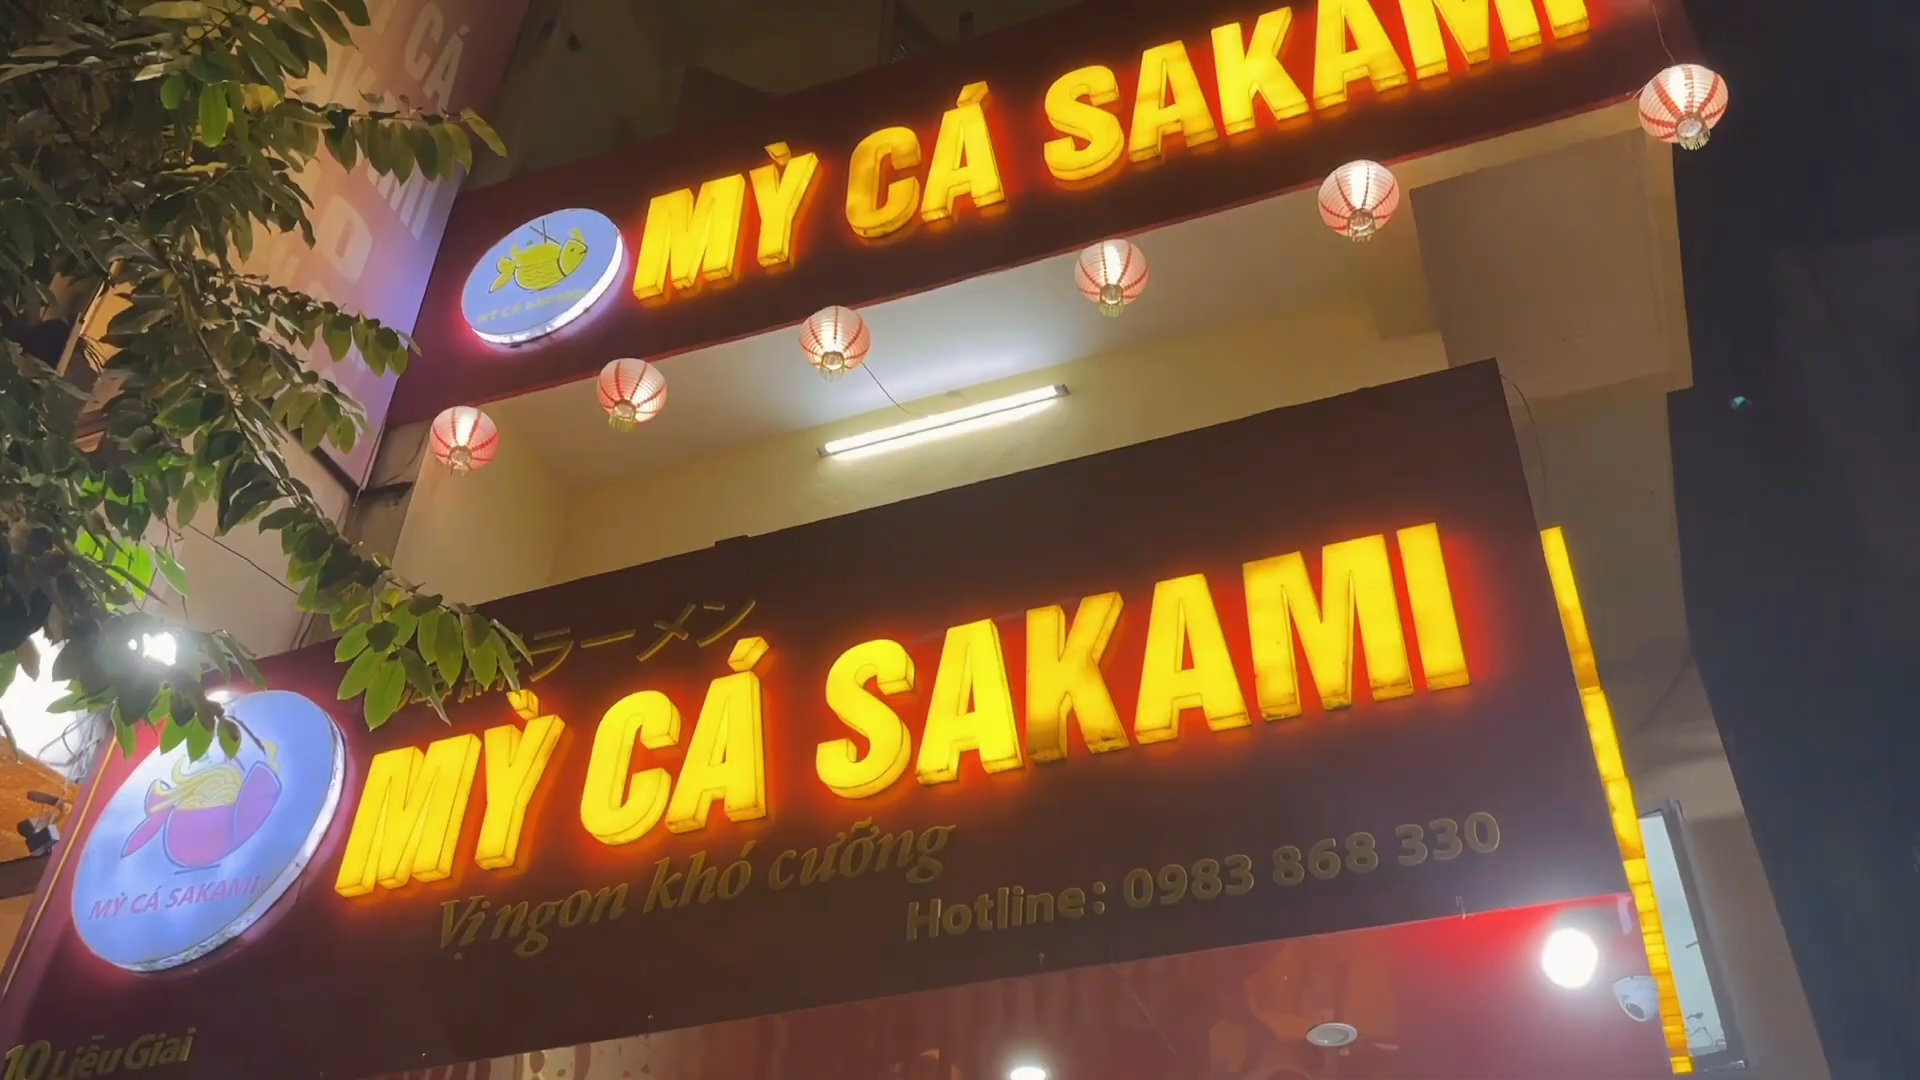 MỲ CÁ SAKAMI
MỲ CÁ SAKAMI
ラーメン
MỲ CÁ SAKAMI
MỲ CÁ SAKAMI
Vị ngon khó cưỡng
Hotline: 0983 868 330
10 Liễu Giai